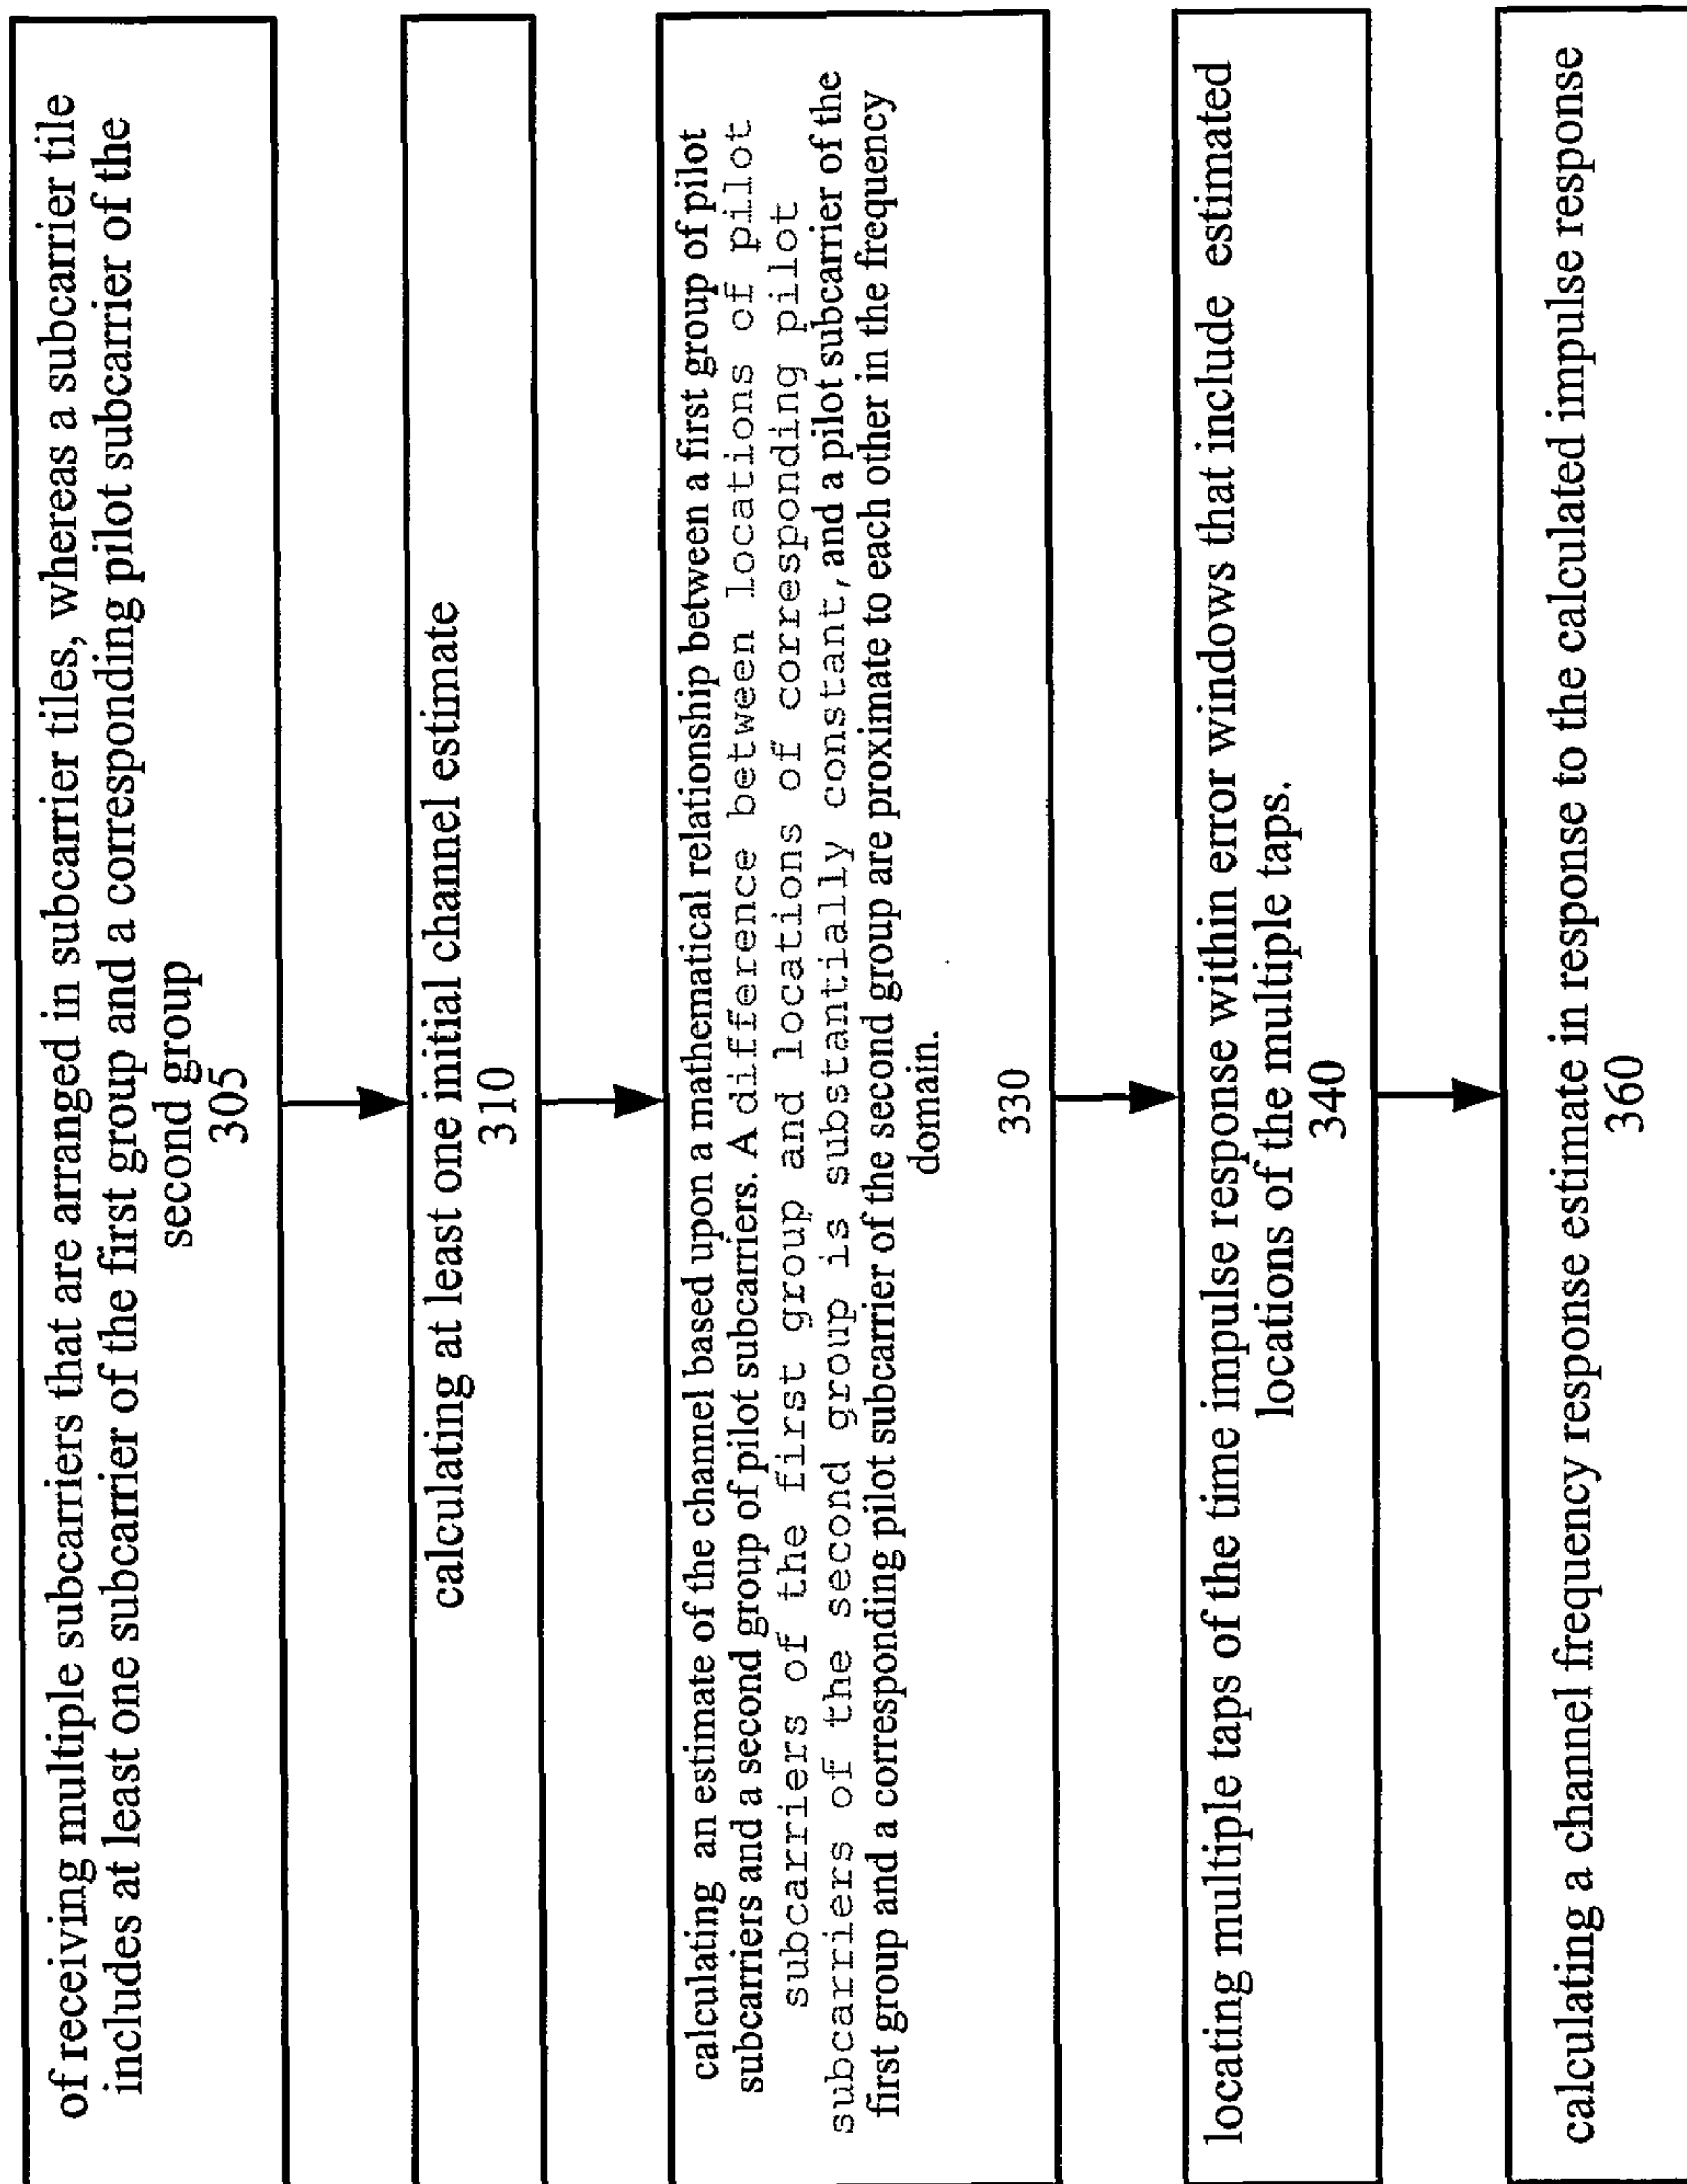 of receiving multiple subcarriers that are arranged in subcarrier tiles, whereas a subcarrier tile
includes at least one subcarrier of the first group and a corresponding pilot subcarrier of the
second group
305
calculating at least one initial channel estimate
310
calculating an estimate of the channel based upon a mathematical relationship between a first group of pilot
subcarriers and a second group of pilot subcarriers. A difference between locations of pilot
subcarriers of the first group and locations of corresponding pilot
subcarriers of the second group is substantially constant, and a pilot subcarrier of the
first group and a corresponding pilot subcarrier of the second group are proximate to each other in the frequency
domain.
330
locating multiple taps of the time impulse response within error windows that include estimated
locations of the multiple taps.
340
calculating a channel frequency response estimate in response to the calculated impulse response
360